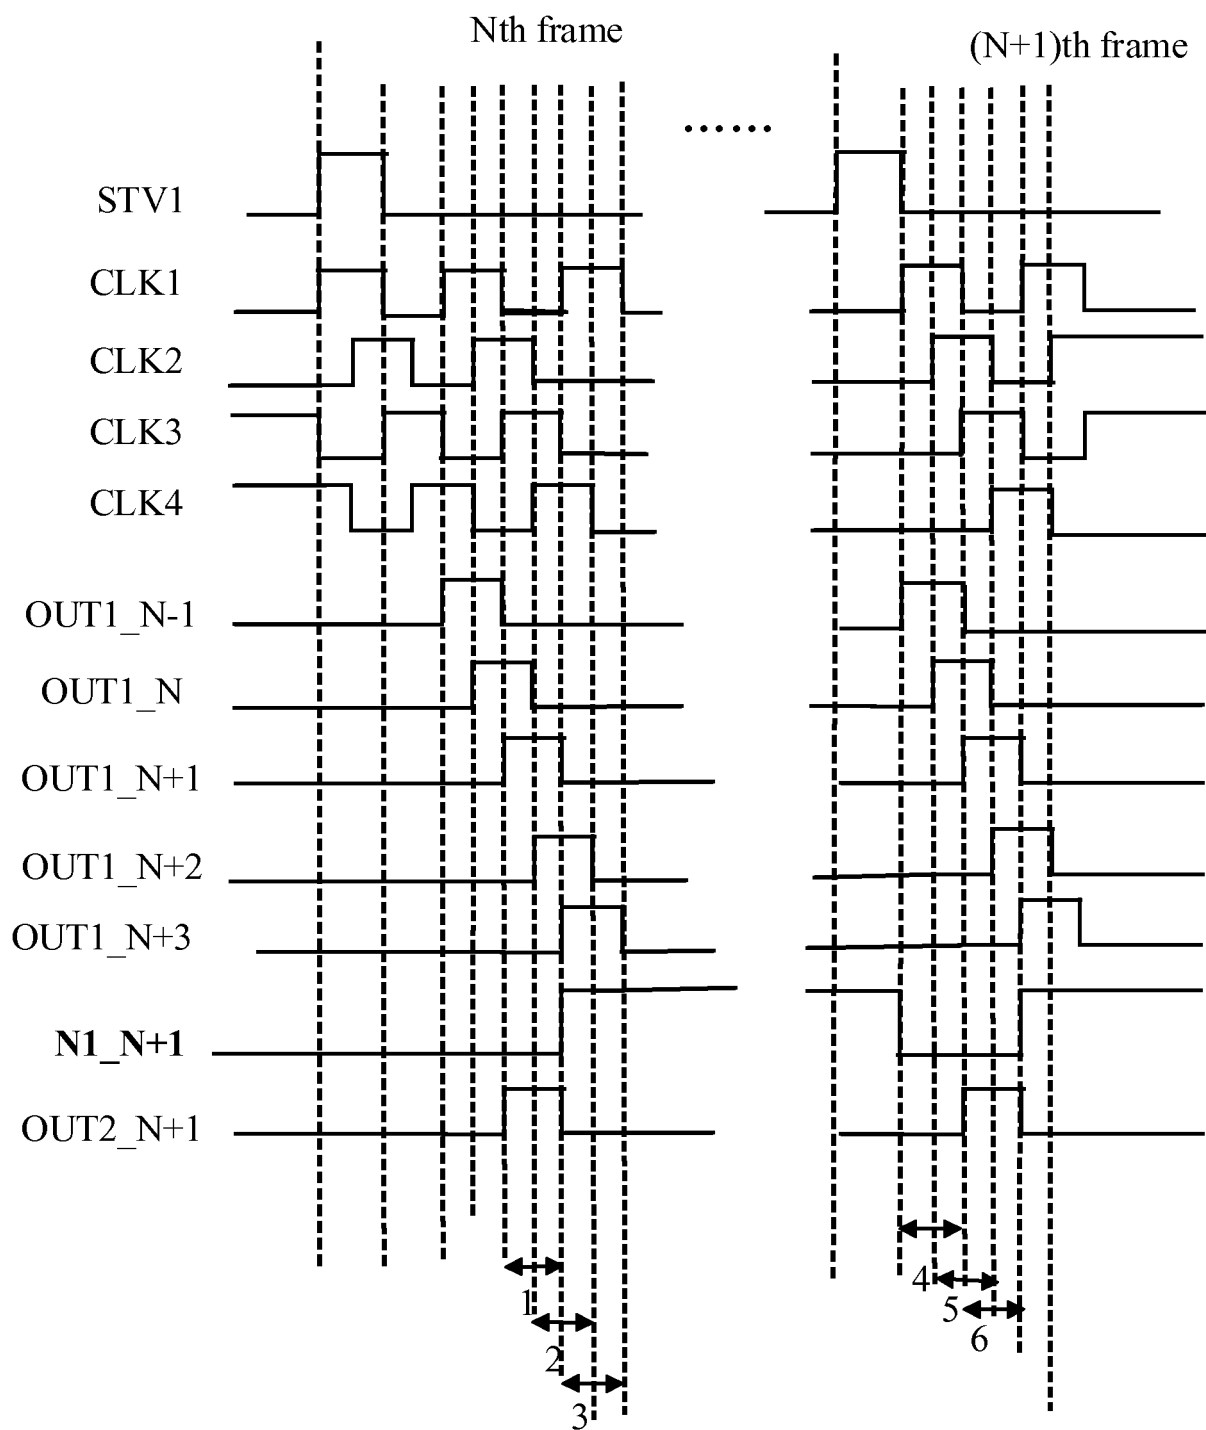 Nth frame
(N+1)th frame
.......
STV1
CLK1
CLK2
CLK3
CLK4
OUT1_N-1
OUT1_N
OUT1_N+1
OUT1_N+2
OUT1_N+3
N1_N+1
OUT2_N+1
1
2
3
4
5
6